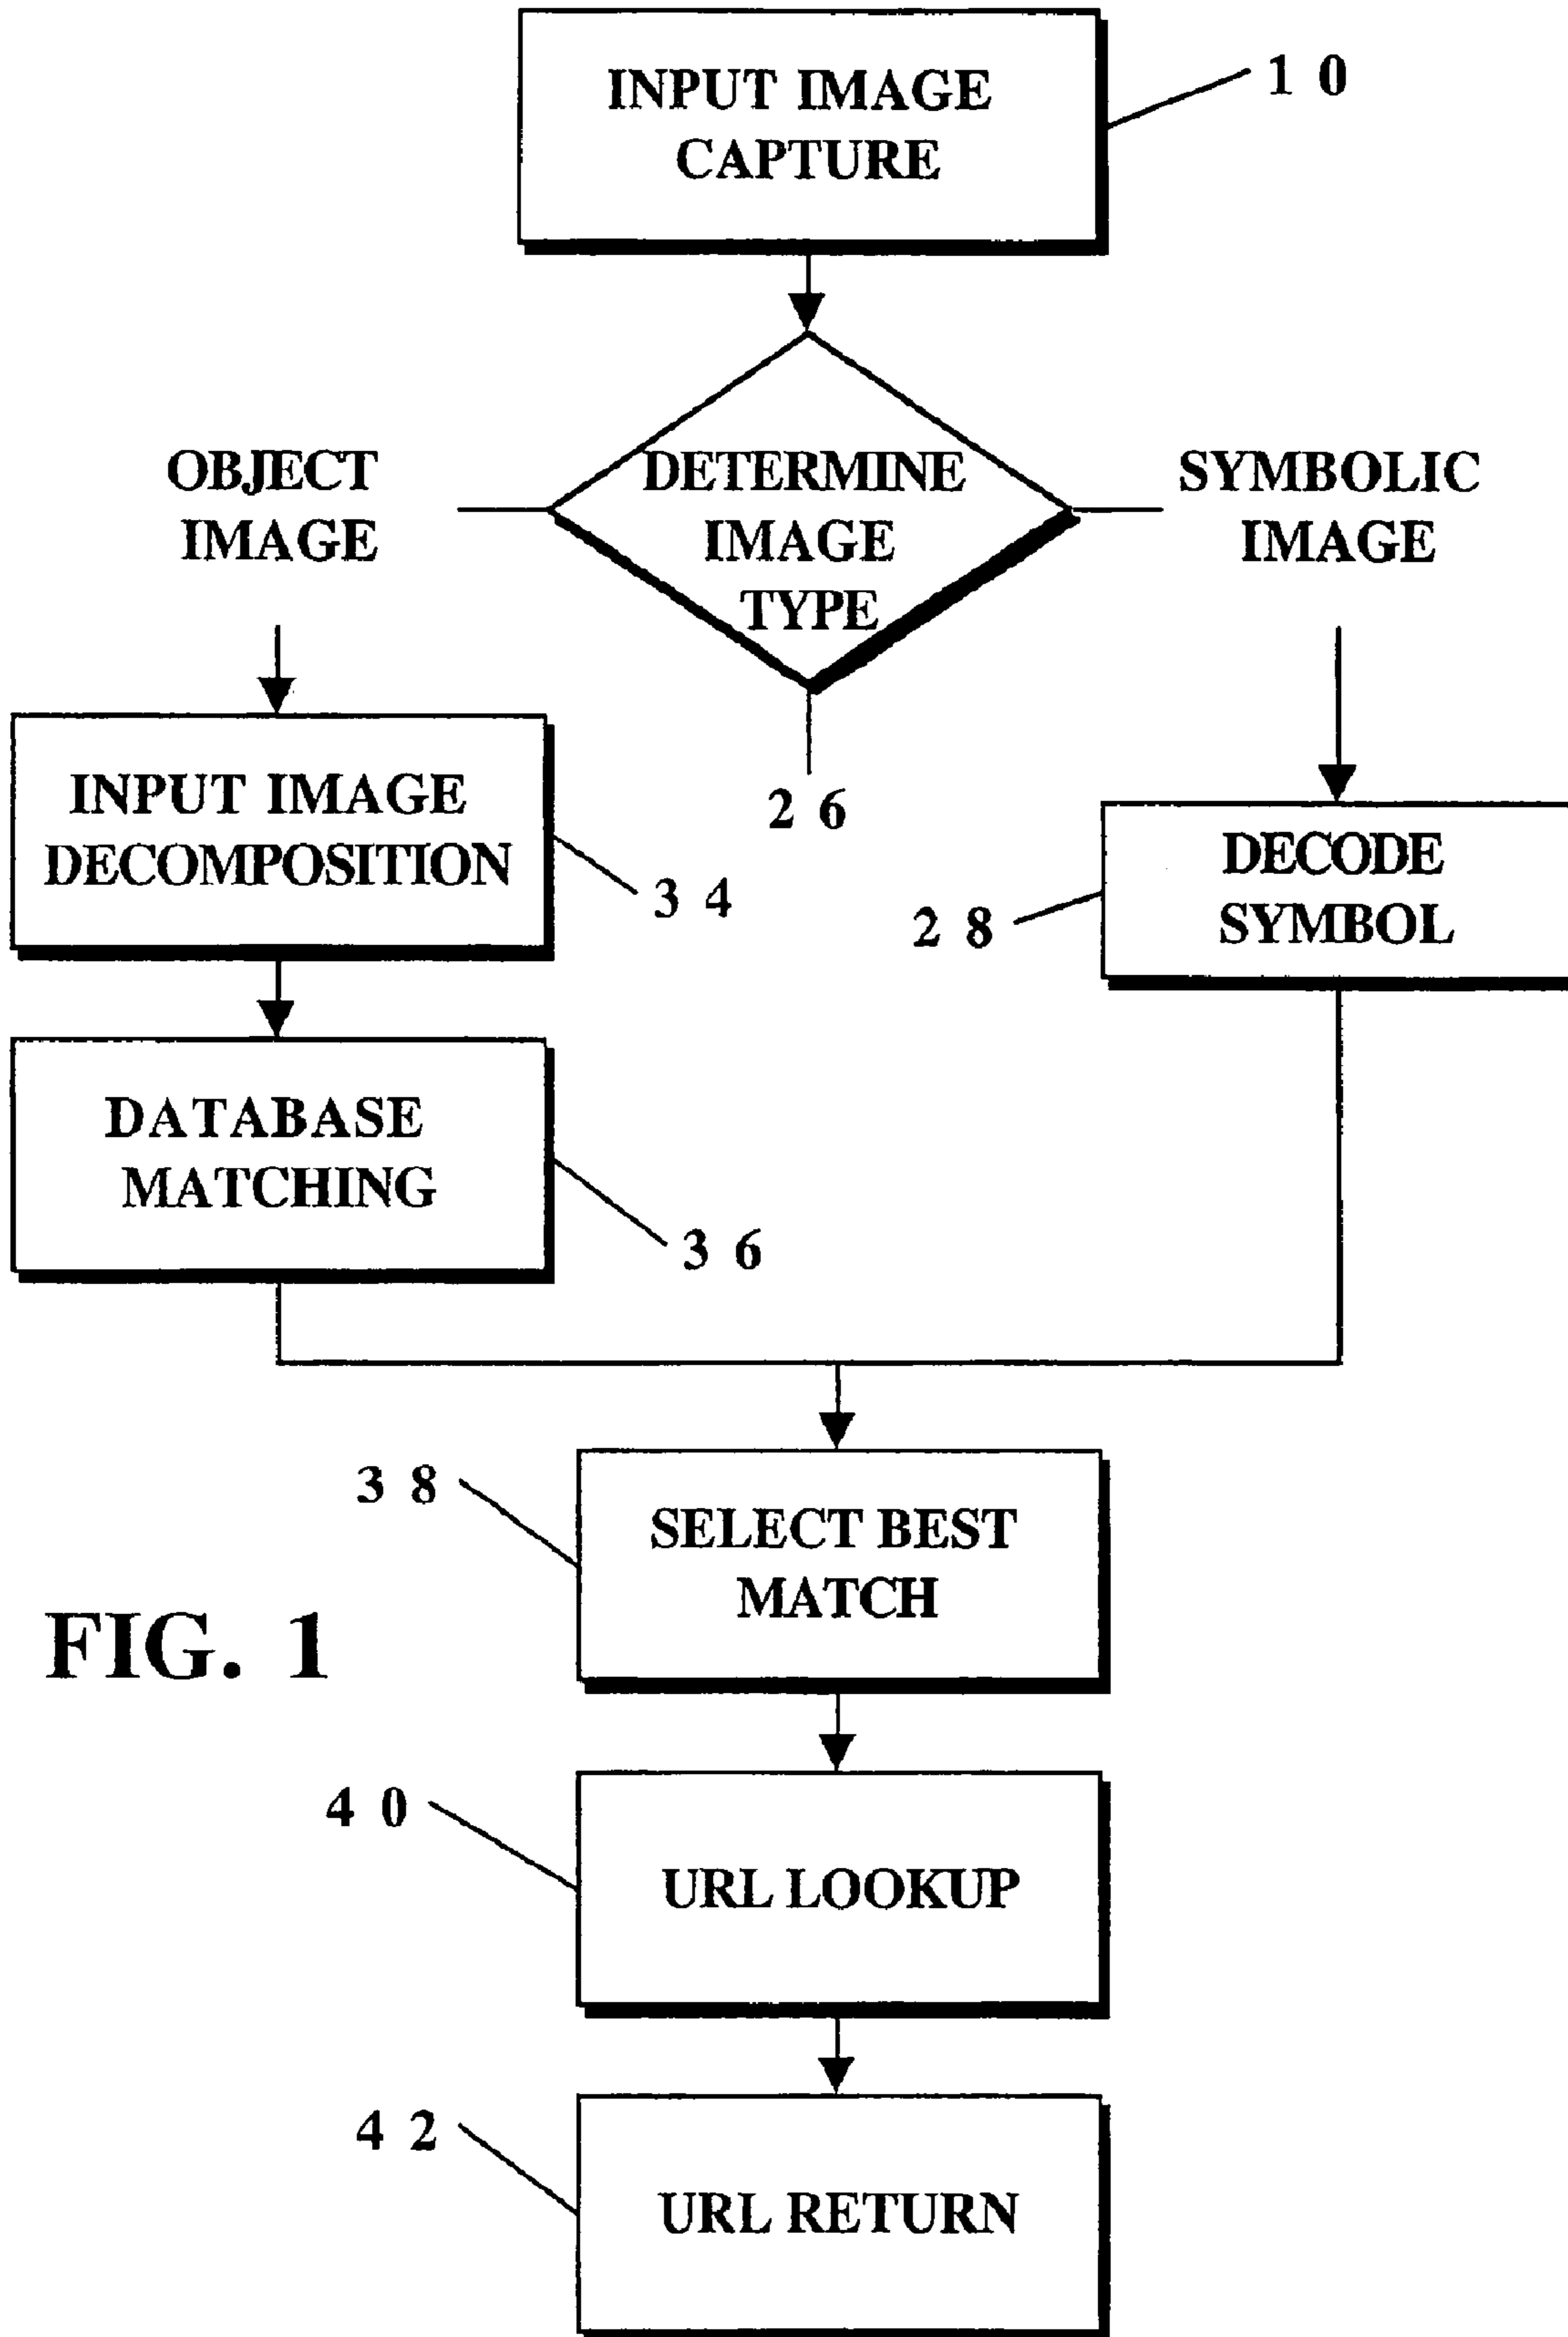 INPUT IMAGE
CAPTURE
10
OBJECT
IMAGE
DETERMINE
IMAGE
TYPE
SYMBOLIC
IMAGE
26
INPUT IMAGE
DECOMPOSITION
34
DECODE
SYMBOL
28
DATABASE
MATCHING
36
38
SELECT BEST
MATCH
FIG. 1
40
URL LOOKUP
42
URL RETURN